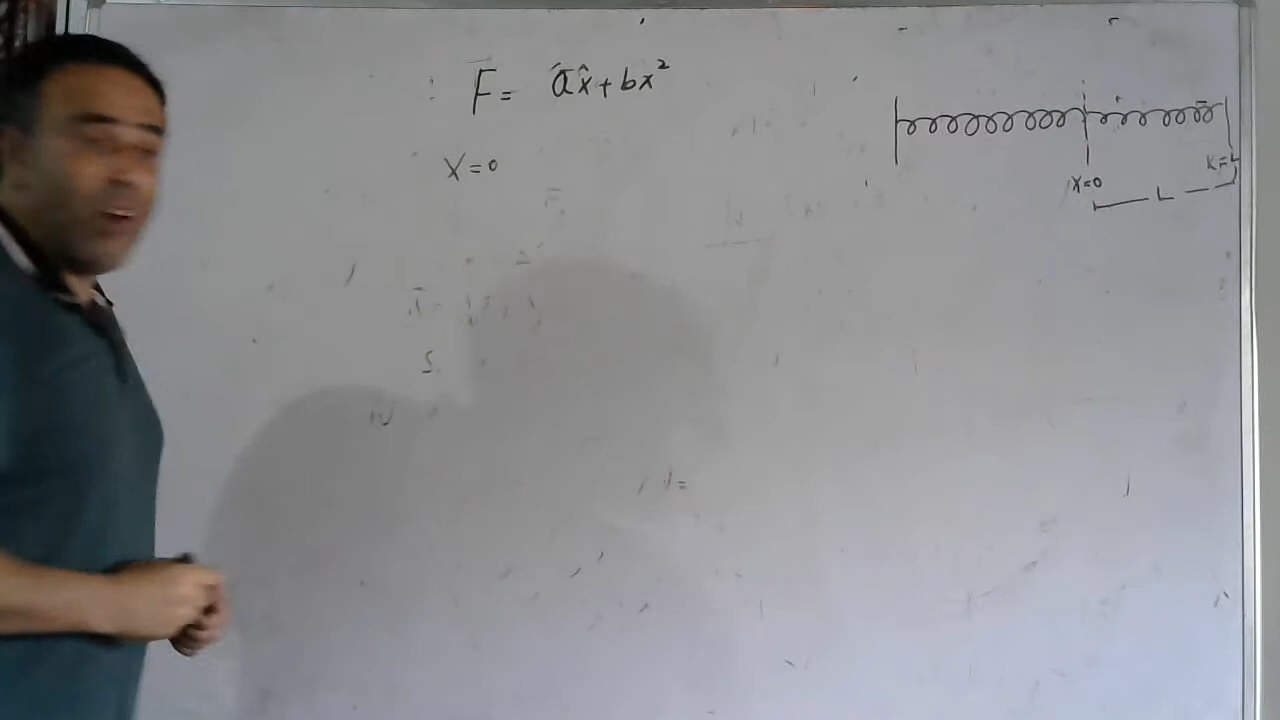 F = ax + bx²
x=0
x=0
L